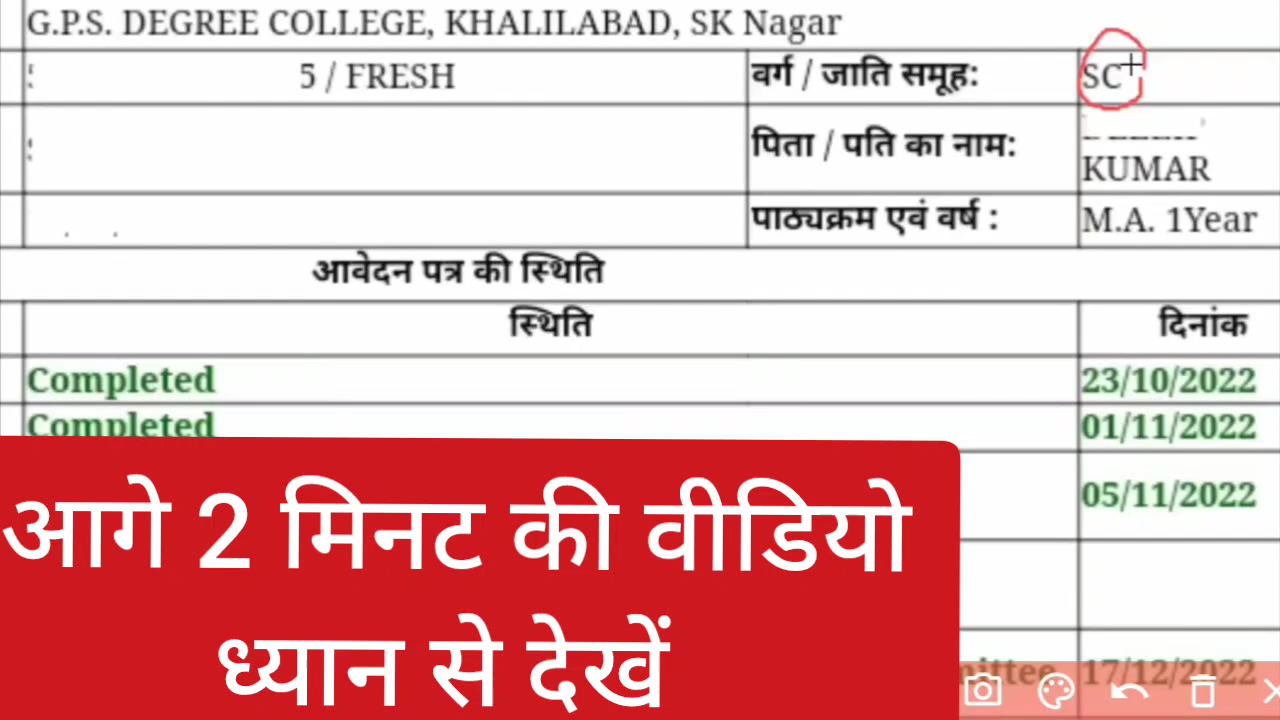 G.P.S. DEGREE COLLEGE, KHALILABAD, SK Nagar
5 / FRESH
वर्ग / जाति समूह:
SC
पिता / पति का नाम:
KUMAR
पाठ्यक्रम एवं वर्ष :
M.A. 1Year
आवेदन पत्र की स्थिति
स्थिति
दिनांक
Completed
23/10/2022
Completed
01/11/2022
05/11/2022
17/12/2022
आगे 2 मिनट की वीडियो
ध्यान से देखें